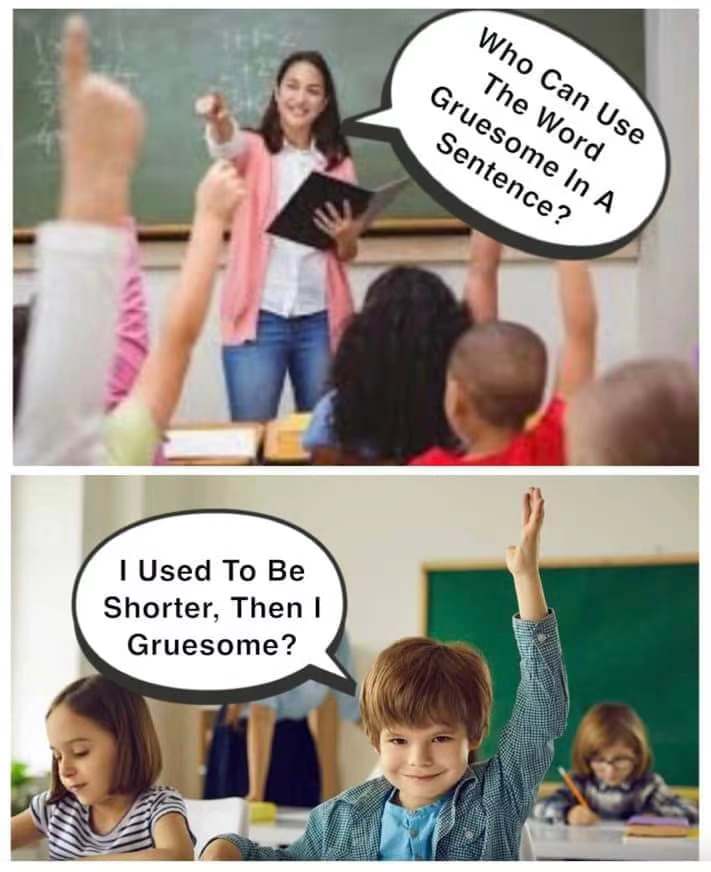 Who Can Use
The Word
Gruesome In A
Sentence?
I Used To Be
Shorter, Then I
Gruesome?